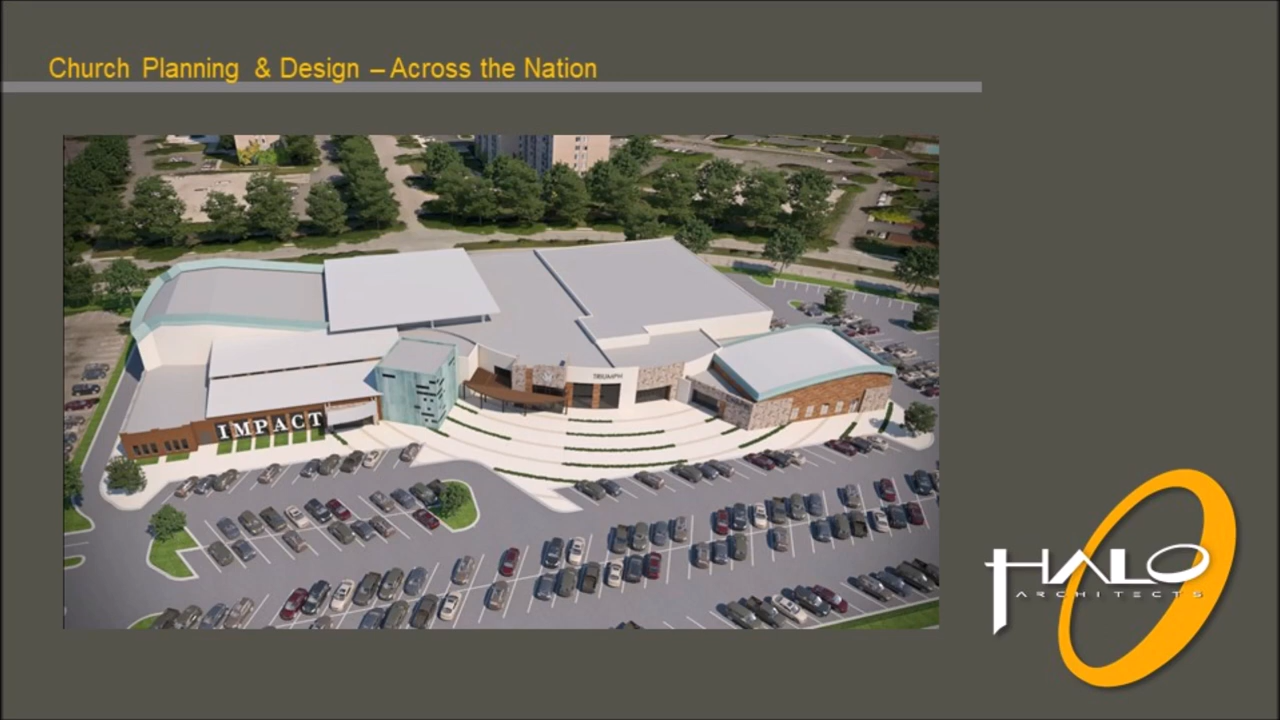 Church Planning & Design – Across the Nation
TRIUMPH
IMPACT
HALO
ARCHITECTS